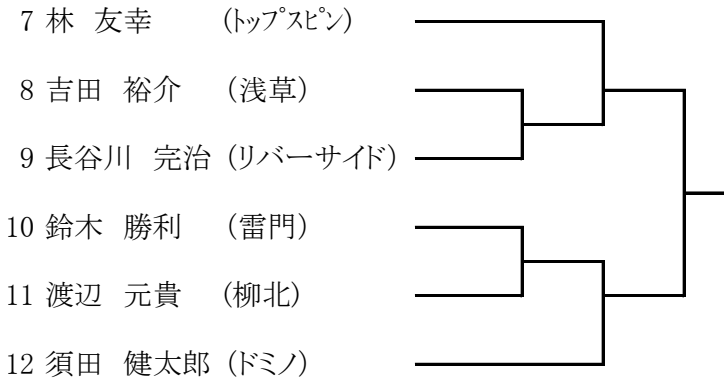 7 林 友幸 (トップスピン)
8 吉田 裕介 (浅草)
9 長谷川 完治 (リバーサイド)
10 鈴木 勝利 (雷門)
11 渡辺 元貴 (柳北)
12 須田 健太郎 (ドミノ)